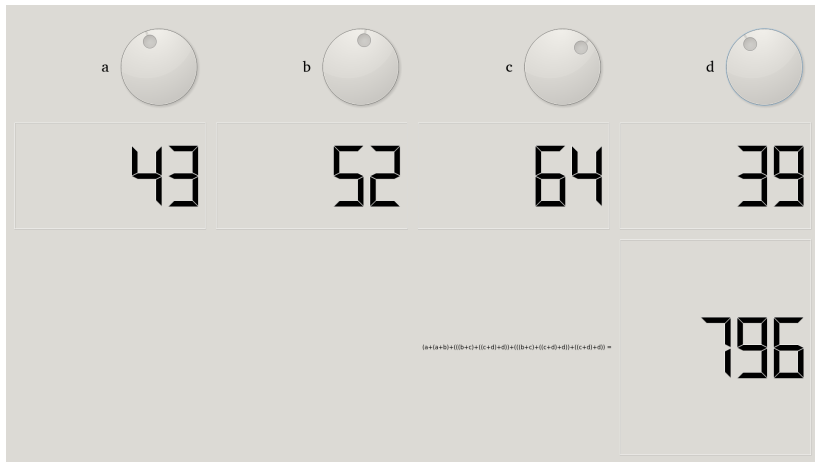 a b c d
43 52 64 39
(a+(a+b)+(((b+c)+((c+d)+d))+(((b+c)+((c+d)+d))+((c+d)+d)) = 796